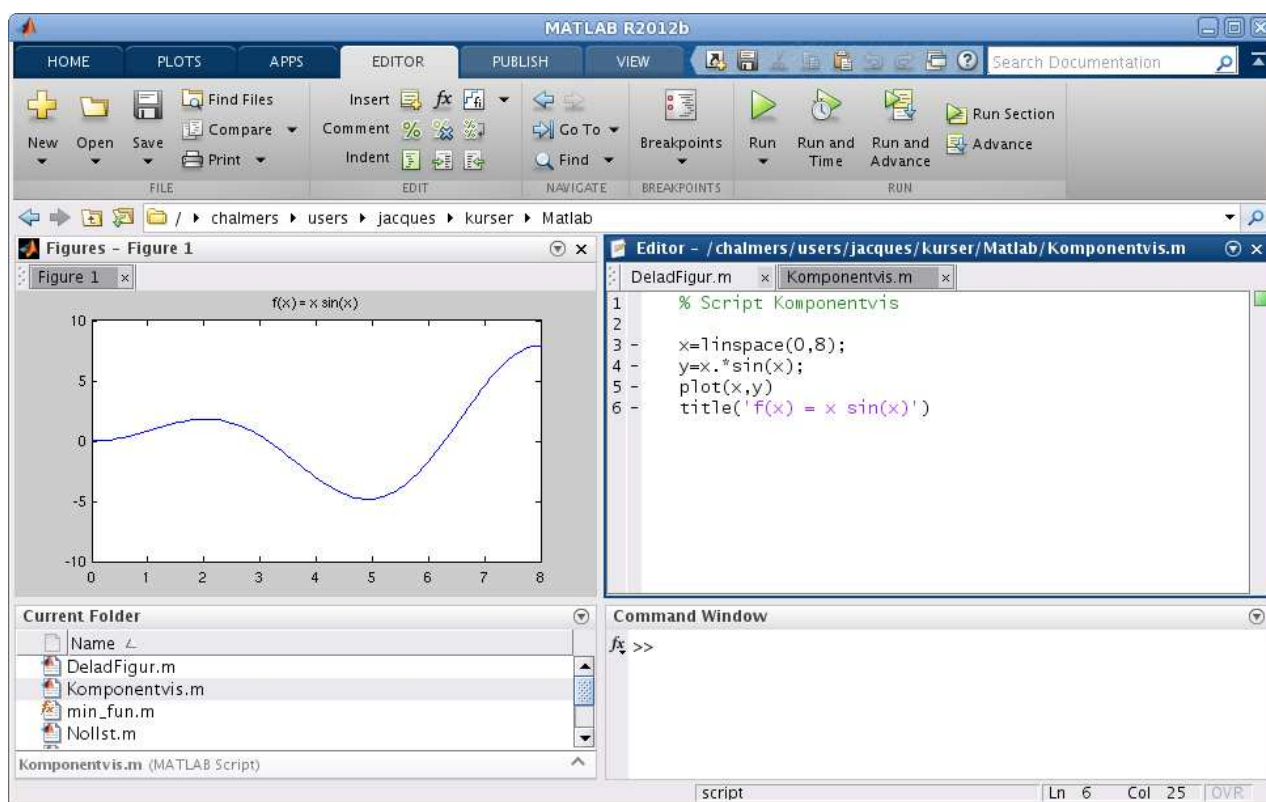 MATLAB R2012b
HOME PLOTS APPS EDITOR PUBLISH VIEW Search Documentation
New Open Save
Find Files
Compare
Print
FILE
Insert fx
Comment
Indent
EDIT
Go To
Find
NAVIGATE
Breakpoints
BREAKPOINTS
Run Run and Time Run and Advance
Run Section
Advance
RUN
/ chalmers users jacques kurser Matlab
Figures - Figure 1
Figure 1
f(x) = x sin(x)
10
5
0
-5
-10
0 1 2 3 4 5 6 7 8
Editor - /chalmers/users/jacques/kurser/Matlab/Komponentvis.m
DeladFigur.m Komponentvis.m
1 % Script Komponentvis
2
3 - x=linspace(0,8);
4 - y=x.*sin(x);
5 - plot(x,y)
6 - title('f(x) = x sin(x)')
Current Folder
Name
DeladFigur.m
Komponentvis.m
min_fun.m
Nollst.m
Komponentvis.m (MATLAB Script)
Command Window
fx >>
script Ln 6 Col 25 OVR